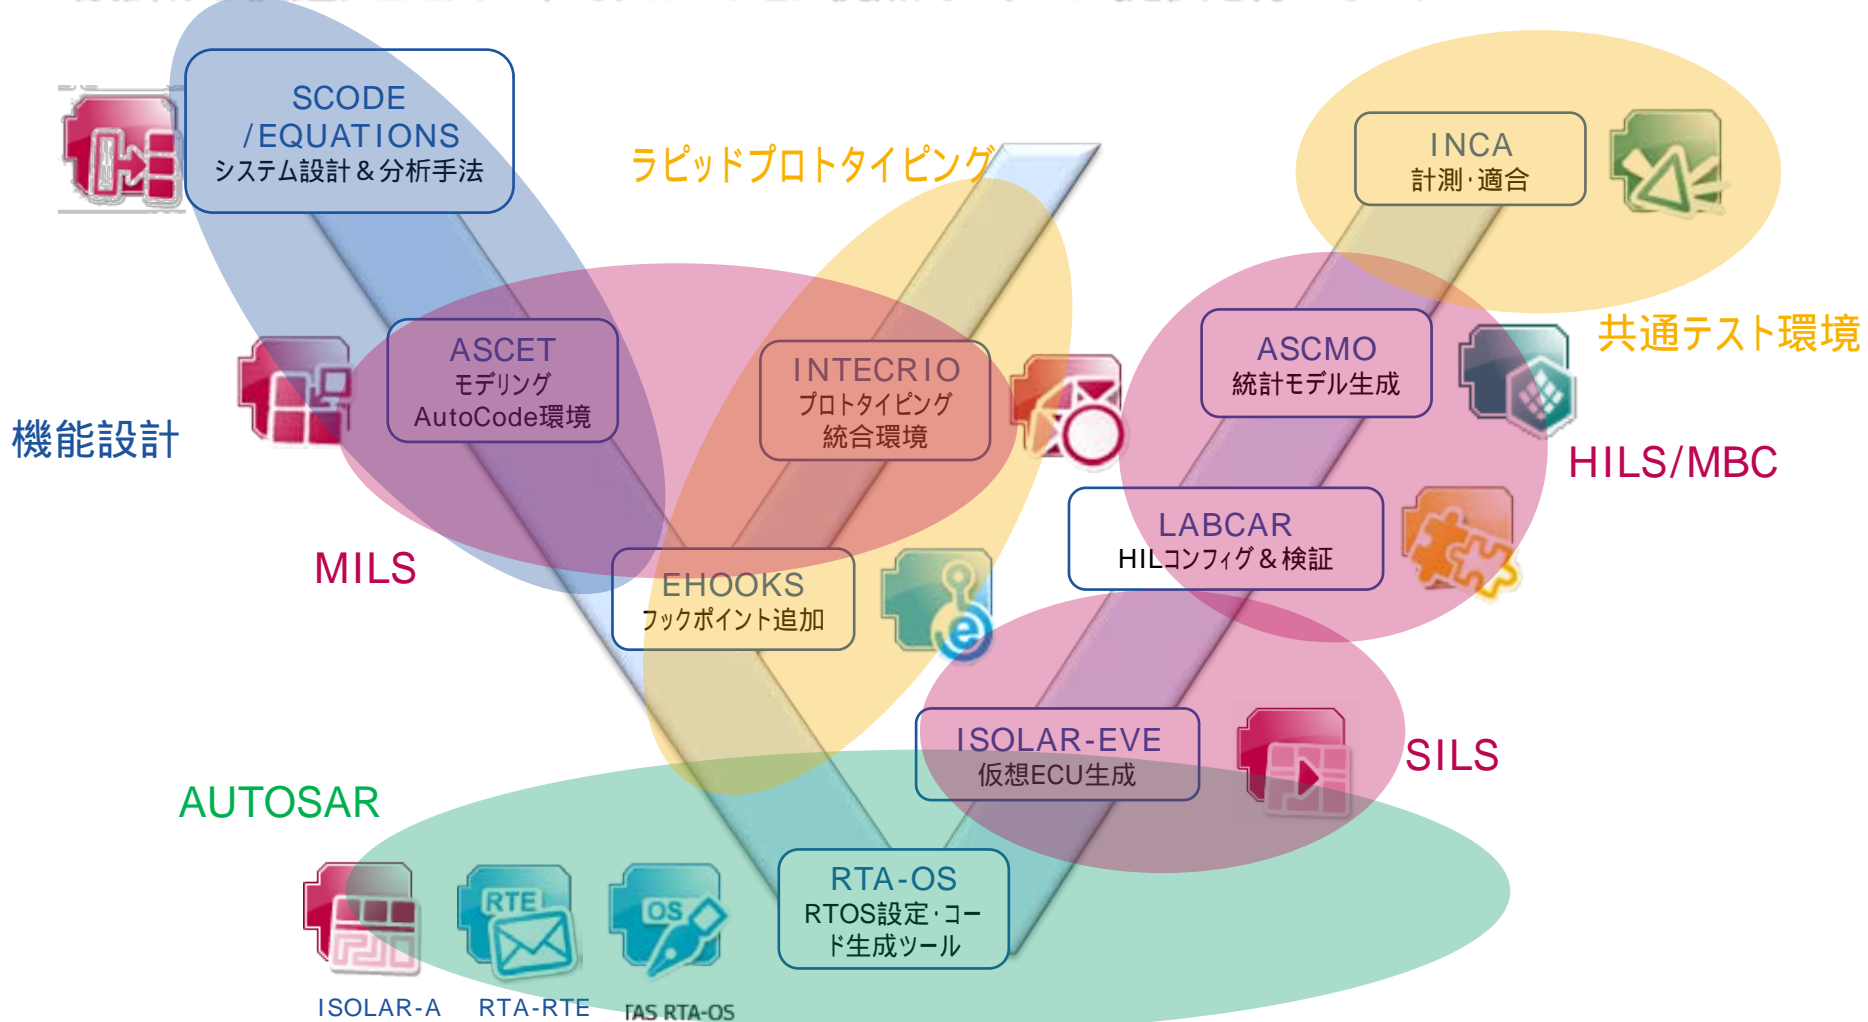 SCODE
/EQUATIONS
システム設計＆分析手法
ラピッドプロトタイピング
INCA
計測･適合
共通テスト環境
ASCET
モデリング
AutoCode環境
INTECRIO
プロトタイピング
統合環境
ASCMO
統計モデル生成
機能設計
HILS/MBC
LABCAR
HILコンフィグ＆検証
MILS
EHOOKS
フックポイント追加
e
ISOLAR-EVE
仮想ECU生成
SILS
AUTOSAR
RTA-OS
RTOS設定･コー
ド生成ツール
RTE
OS
ISOLAR-A
RTA-RTE
TAS RTA-OS